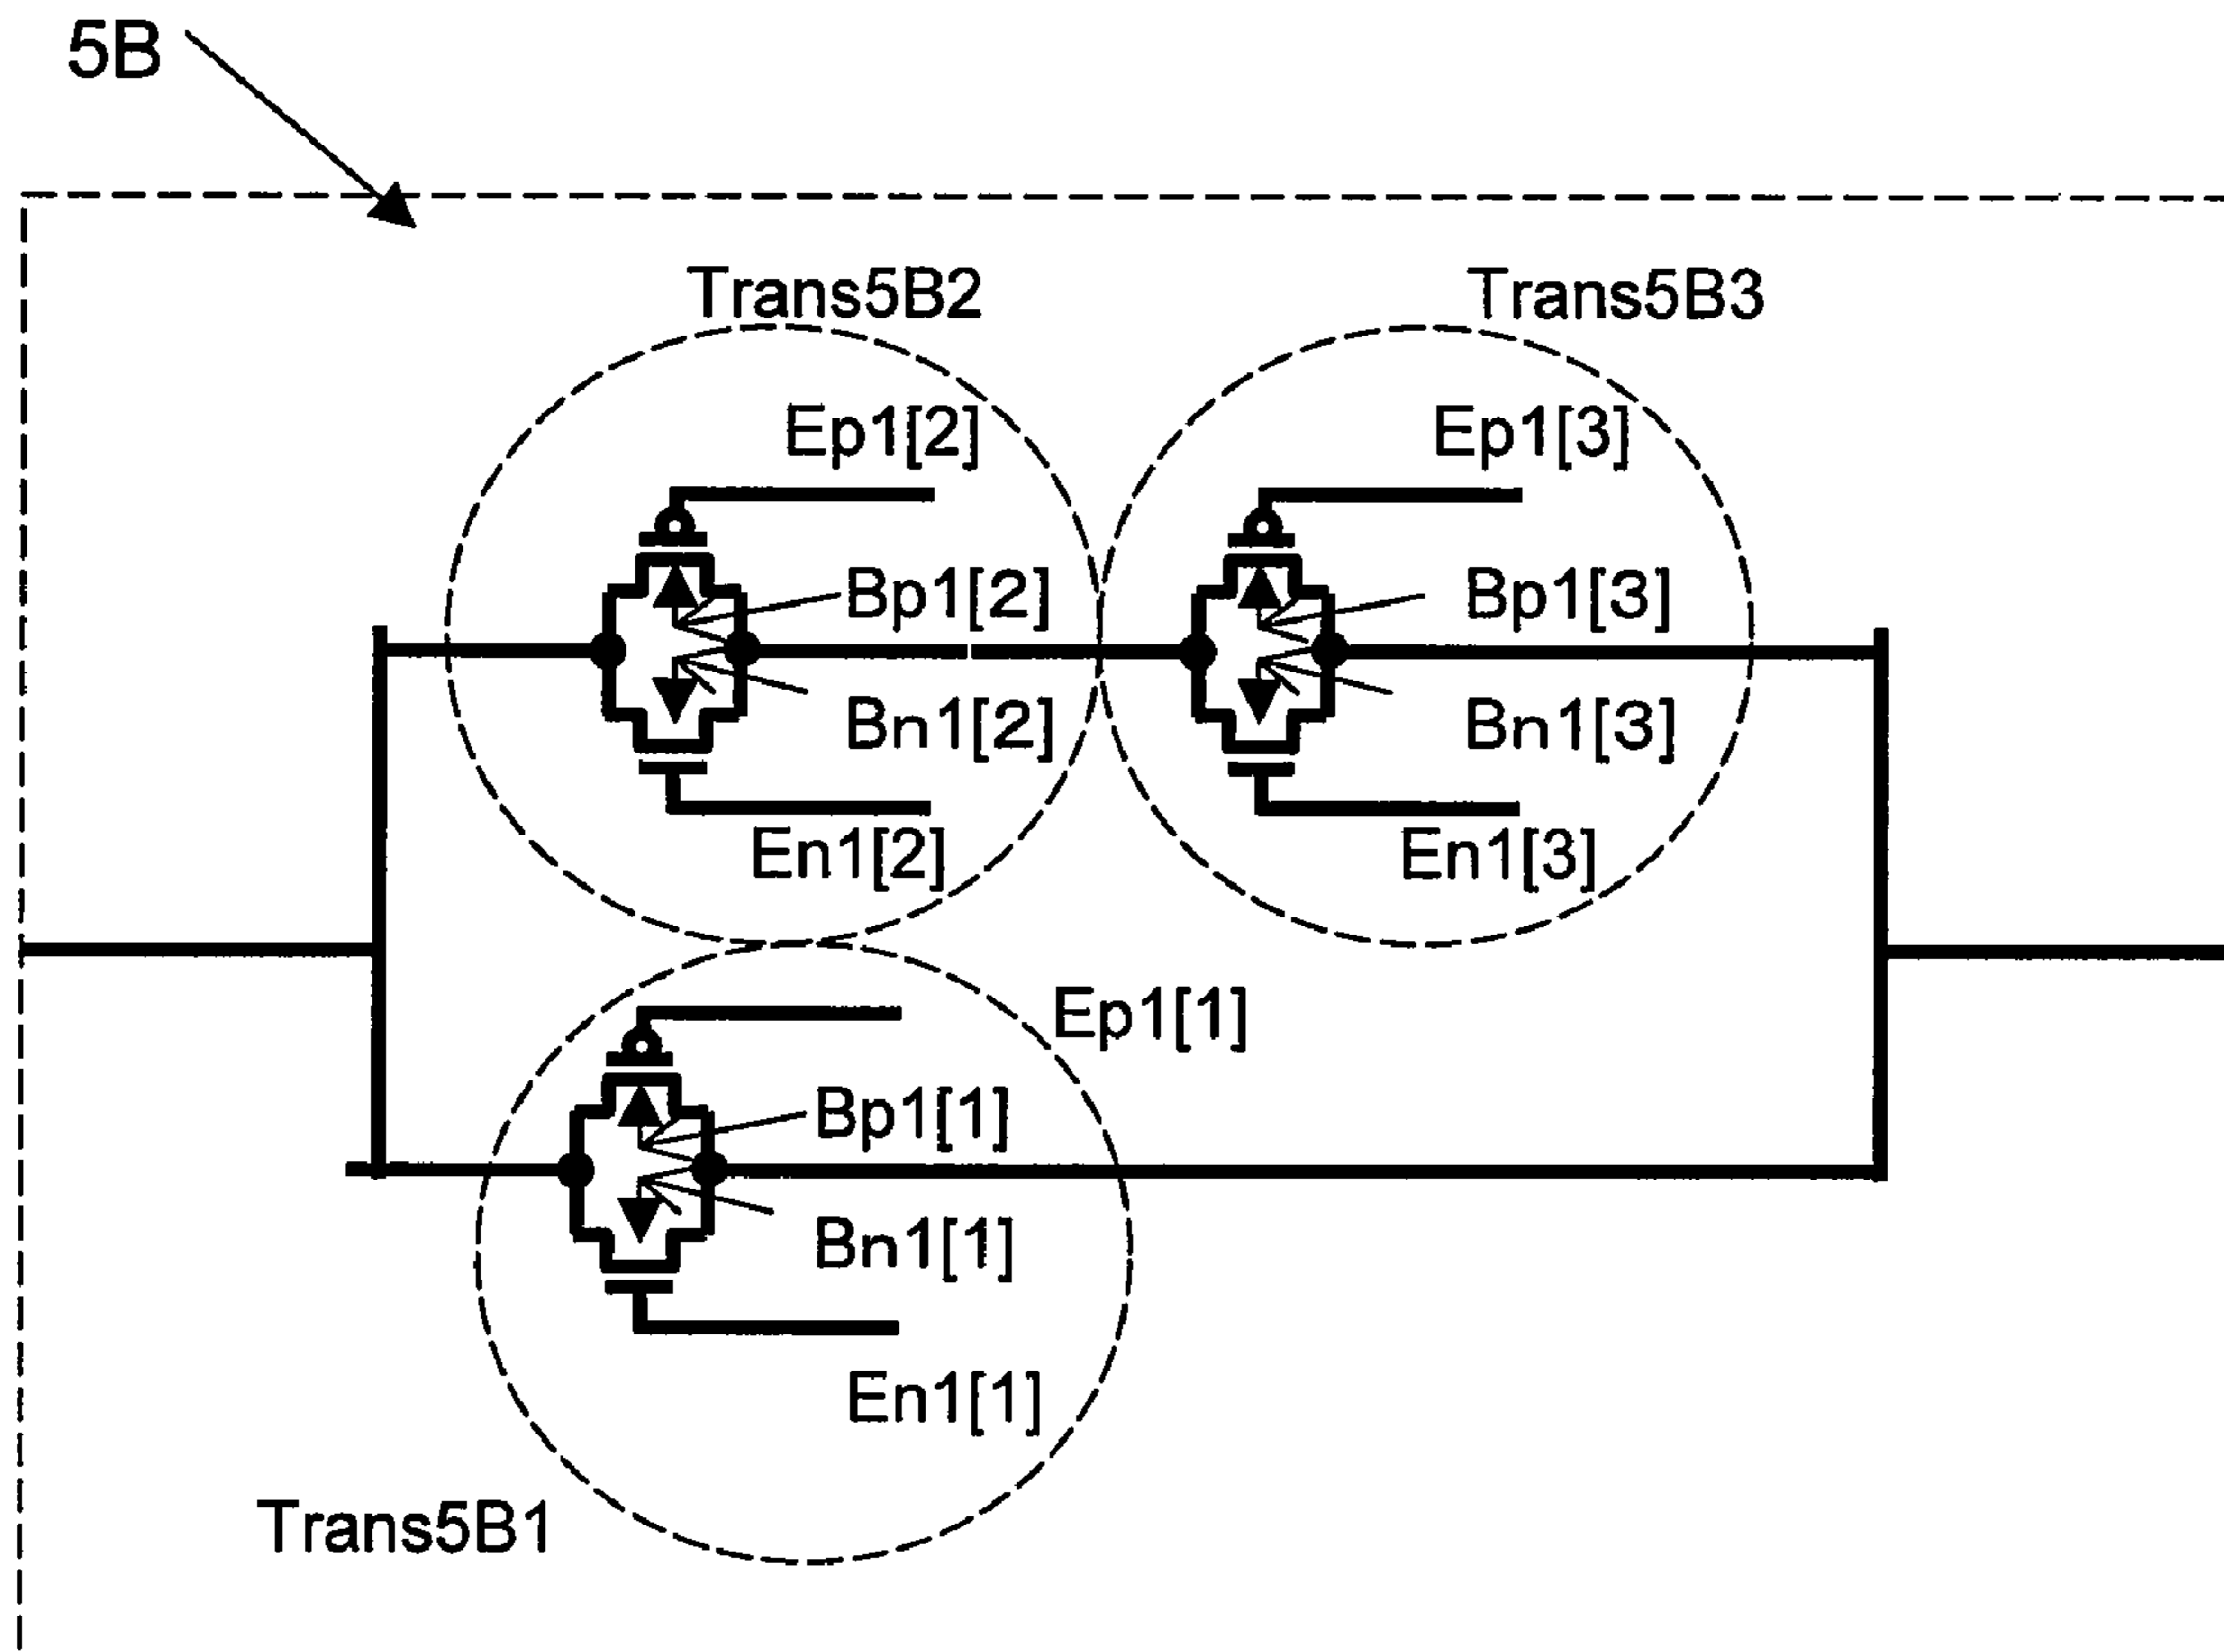 5B
Trans5B2
Trans5B3
Ep1[2]
Ep1[3]
Bp1[2]
Bp1[3]
Bn1[2]
Bn1[3]
En1[2]
En1[3]
Ep1[1]
Bp1[1]
Bn1[1]
En1[1]
Trans5B1